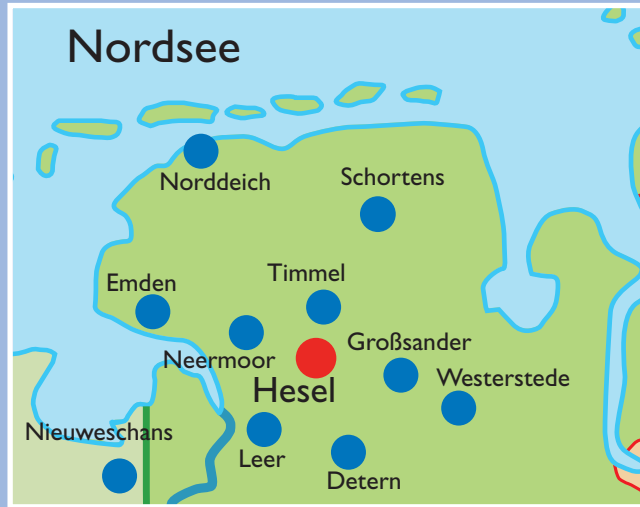 Nordsee
Norddeich
Schortens
Timmel
Emden
Großsander
Neermoor
Westerstede
Hesel
Nieuweschans
Leer
Detern